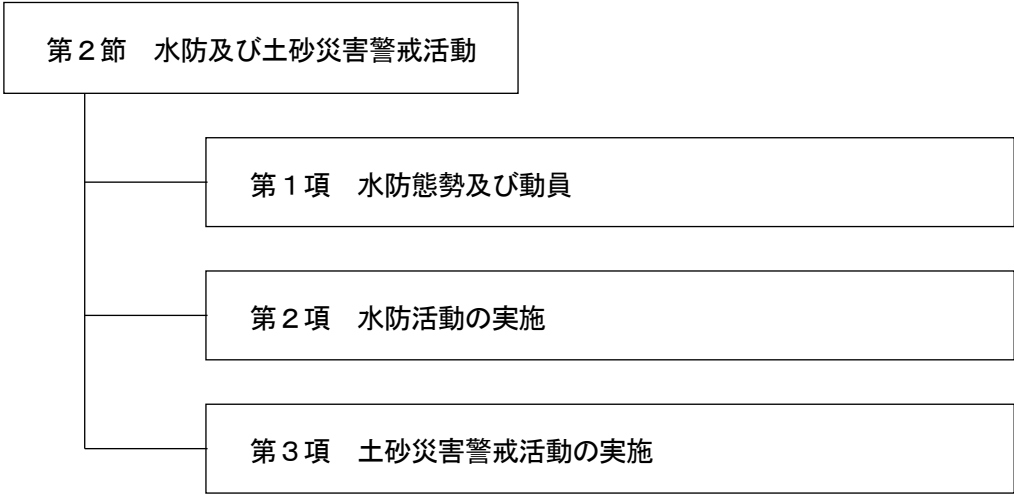 第２節　水防及び土砂災害警戒活動
第１項　水防態勢及び動員
第２項　水防活動の実施
第３項　土砂災害警戒活動の実施